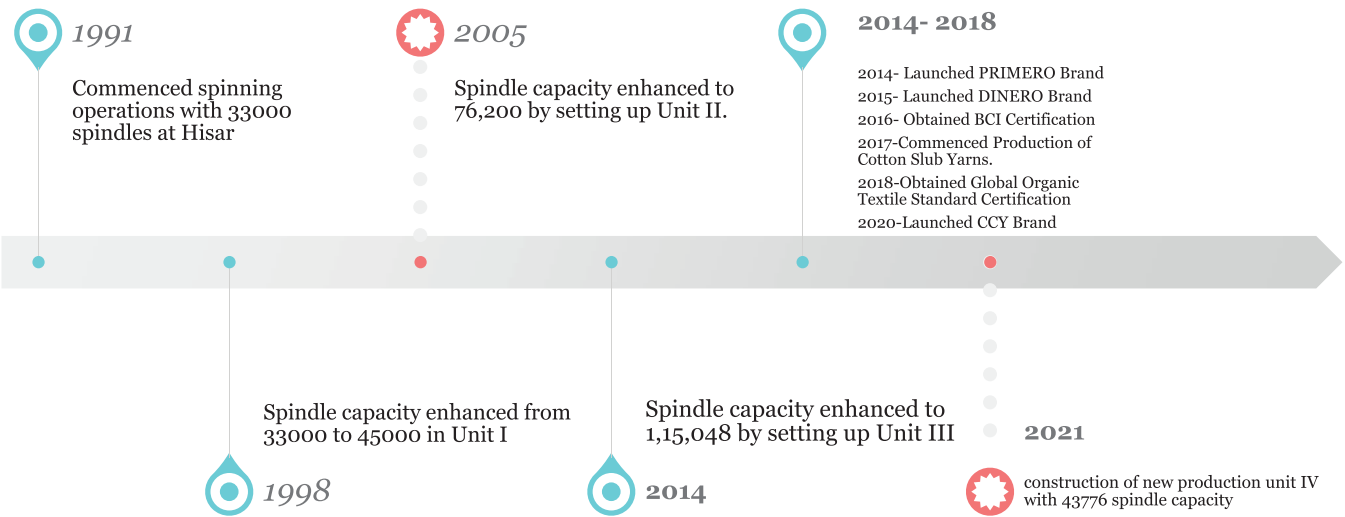 1991
Commenced spinning
operations with 33000
spindles at Hisar
2005
Spindle capacity enhanced to
76,200 by setting up Unit II.
2014- 2018
2014- Launched PRIMERO Brand
2015- Launched DINERO Brand
2016- Obtained BCI Certification
2017-Commenced Production of
Cotton Slub Yarns.
2018-Obtained Global Organic
Textile Standard Certification
2020-Launched CCY Brand
Spindle capacity enhanced from
33000 to 45000 in Unit I
1998
Spindle capacity enhanced to
1,15,048 by setting up Unit III
2014
2021
construction of new production unit IV
with 43776 spindle capacity